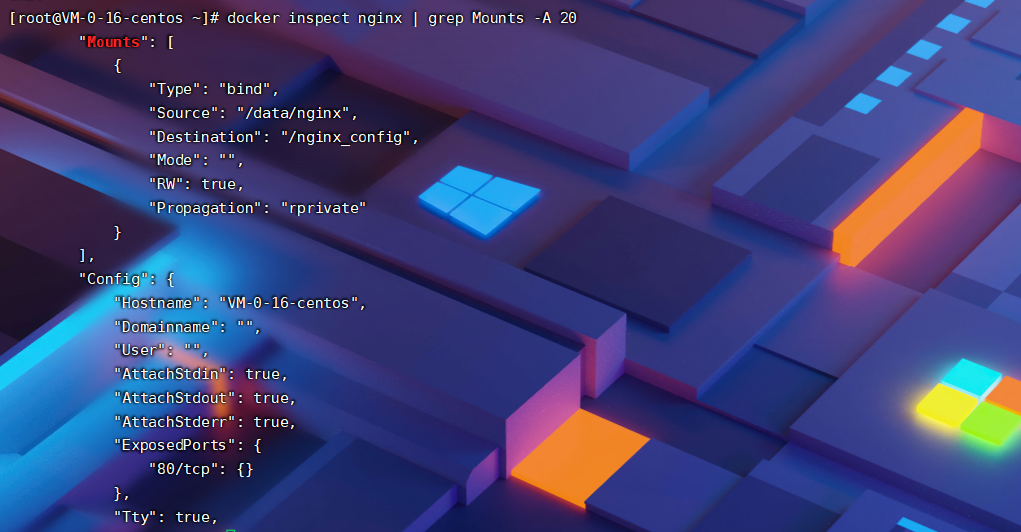 [root@VM-0-16-centos ~]# docker inspect nginx | grep Mounts -A 20
        "Mounts": [
            {
                "Type": "bind",
                "Source": "/data/nginx",
                "Destination": "/nginx_config",
                "Mode": "",
                "RW": true,
                "Propagation": "rprivate"
            }
        ],
        "Config": {
            "Hostname": "VM-0-16-centos",
            "Domainname": "",
            "User": "",
            "AttachStdin": true,
            "AttachStdout": true,
            "AttachStderr": true,
            "ExposedPorts": {
                "80/tcp": {}
            },
            "Tty": true,